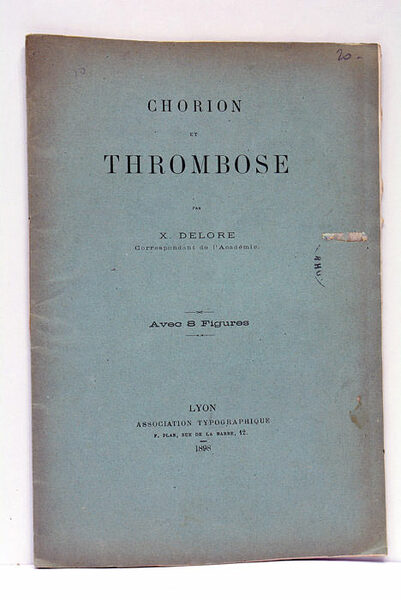 20.-
CHORION
ET
THROMBOSE
PAR
X. DELORE
Correspondant de l'Académie.
Avec 8 Figures
LYON
ASSOCIATION TYPOGRAPHIQUE
F. PLAN, RUE DE LA BARRE, 12.
1898